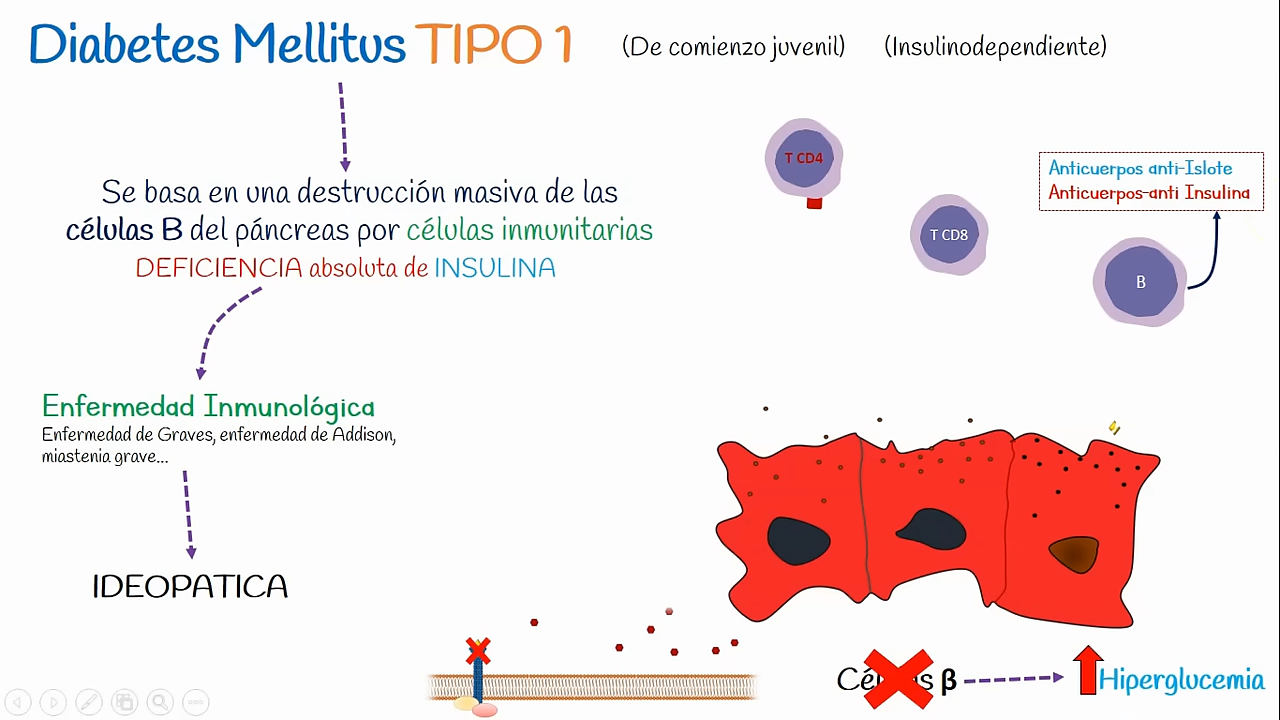 Diabetes Mellitus TIPO 1 (De comienzo juvenil) (Insulinodependiente)
Se basa en una destrucción masiva de las
células B del páncreas por células inmunitarias
DEFICIENCIA absoluta de INSULINA
T CD4
T CD8
Anticuerpos anti-Islote
Anticuerpos-anti Insulina
B
Enfermedad Inmunológica
Enfermedad de Graves, enfermedad de Addison,
miastenia grave...
IDEOPATICA
β
Hiperglucemia